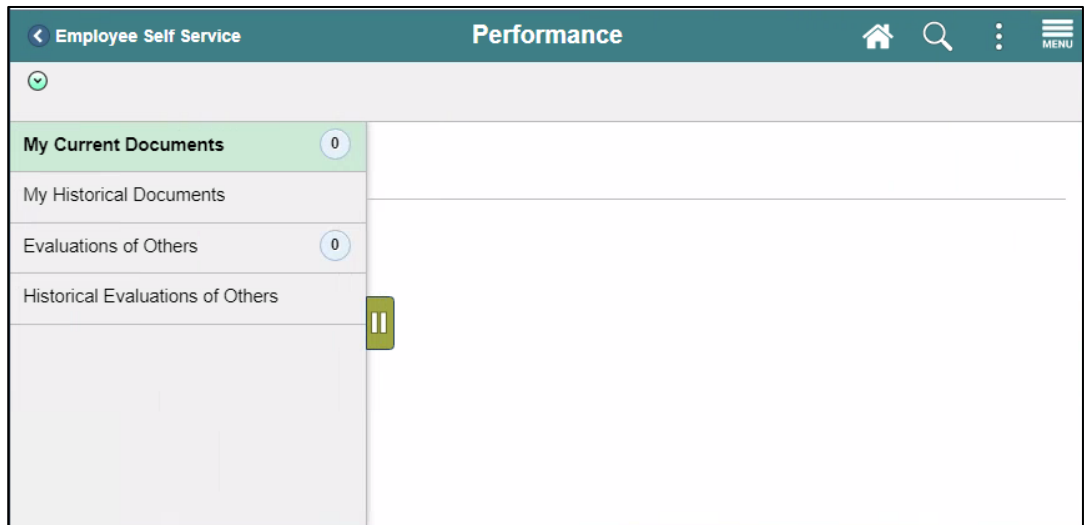 Employee Self Service
Performance
MENU
My Current Documents 0
My Historical Documents
Evaluations of Others 0
Historical Evaluations of Others